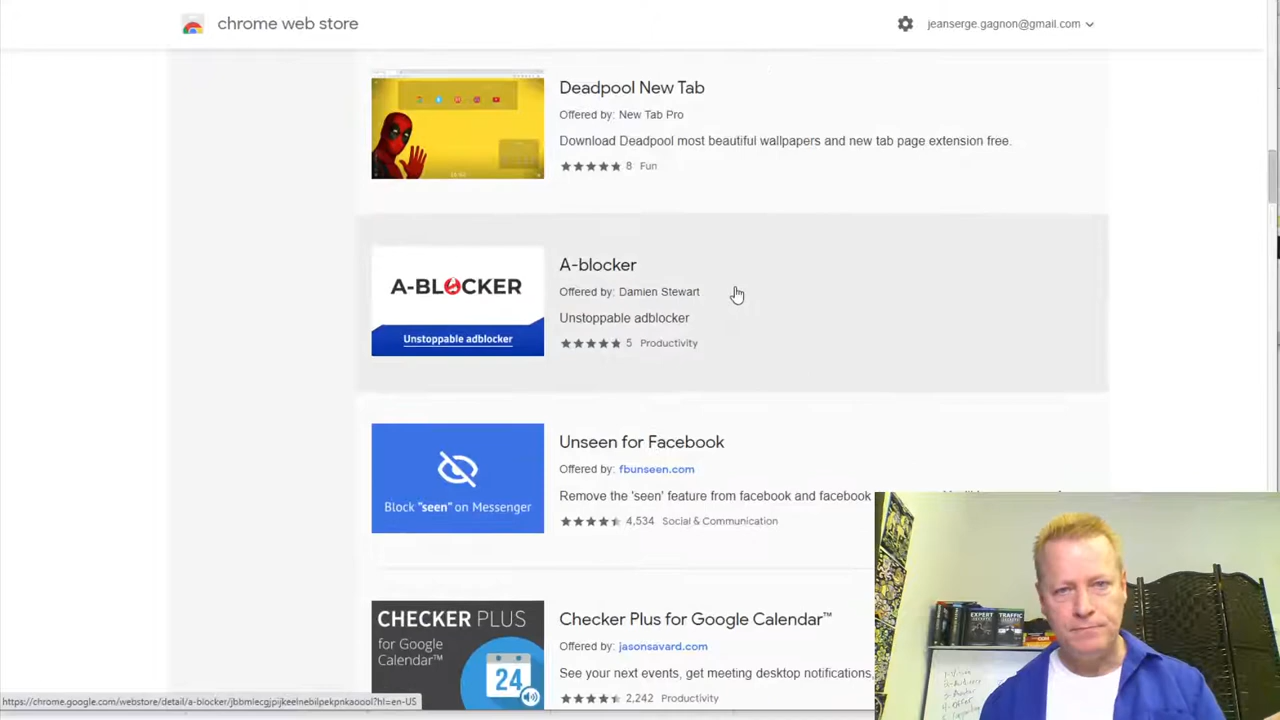 chrome web store
jeanserge.gagnon@gmail.com
Deadpool New Tab
Offered by: New Tab Pro
Download Deadpool most beautiful wallpapers and new tab page extension free.
8 Fun
A-BLOCKER
Unstoppable adblocker
A-blocker
Offered by: Damien Stewart
Unstoppable adblocker
5 Productivity
Block "seen" on Messenger
Unseen for Facebook
Offered by: fbunseen.com
Remove the 'seen' feature from facebook and facebook
4,534 Social & Communication
CHECKER PLUS
for Google
Calendar™
24
Checker Plus for Google Calendar™
Offered by: jasonsavard.com
See your next events, get meeting desktop notifications,
2,242 Productivity
EXPERT
TRAFFIC
https://chrome.google.com/webstore/detail/a-blocker/jbbmlecgjpijkeelnebilpekpnkaoool?hl=en-US